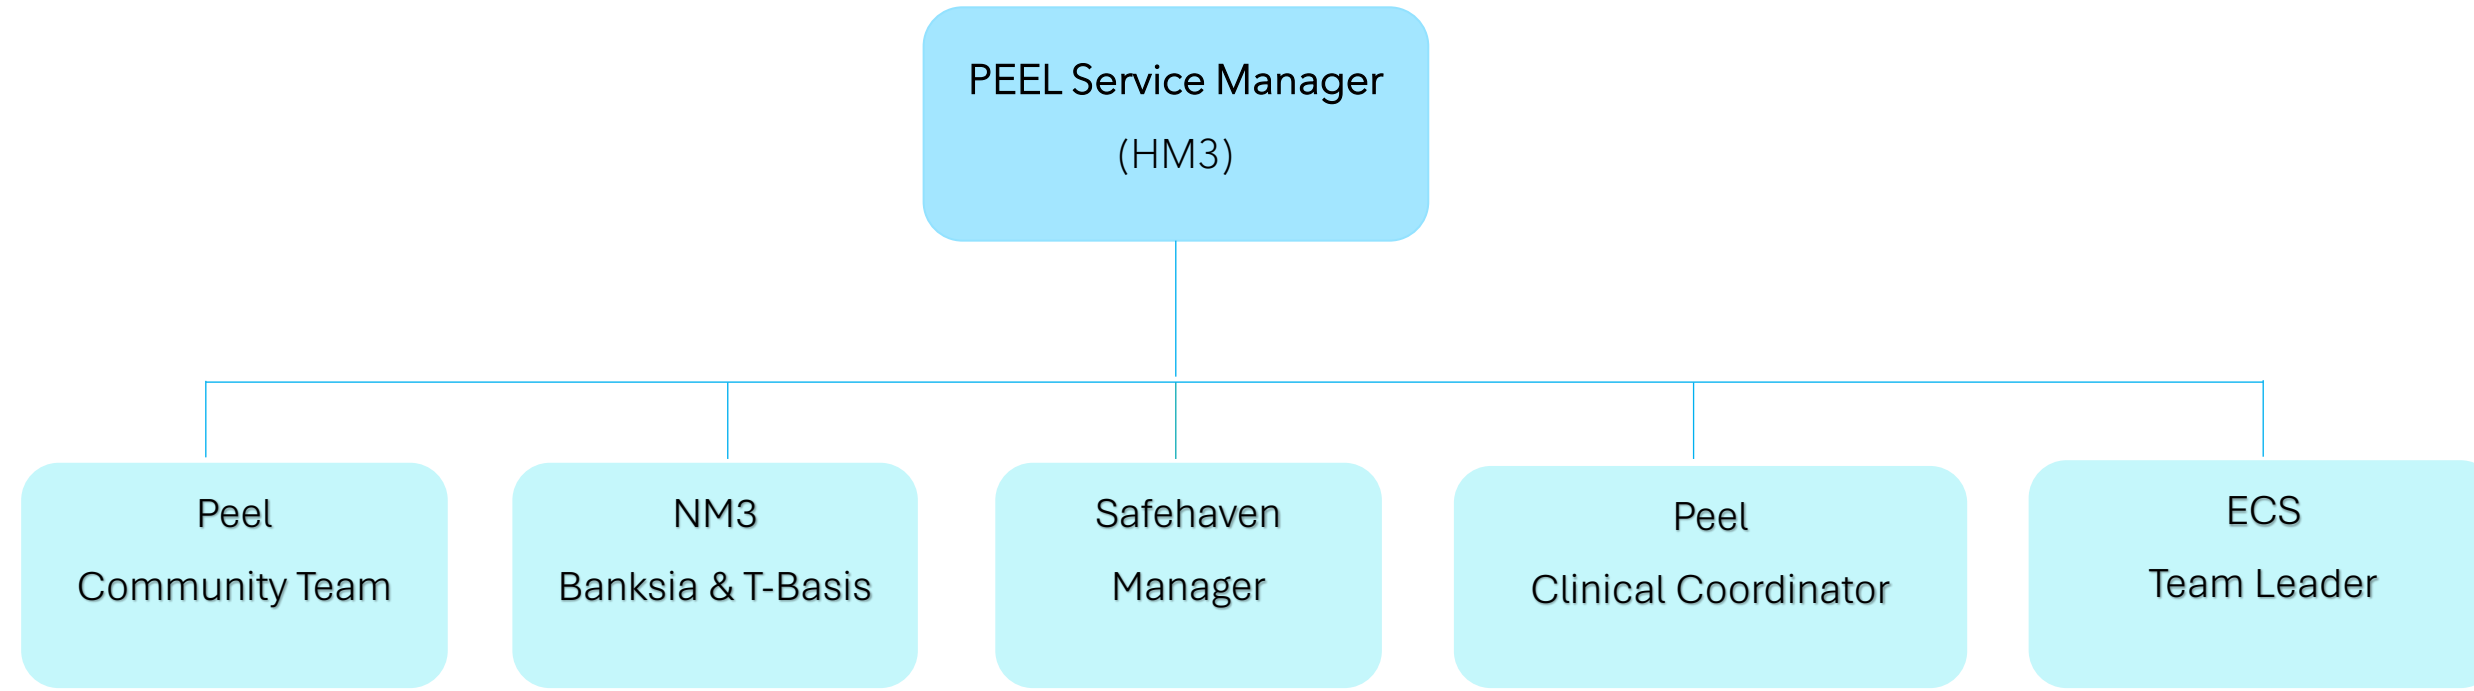 PEEL Service Manager
(HM3)
Peel
Community Team
NM3
Banksia & T-Basis
Safehaven
Manager
Peel
Clinical Coordinator
ECS
Team Leader